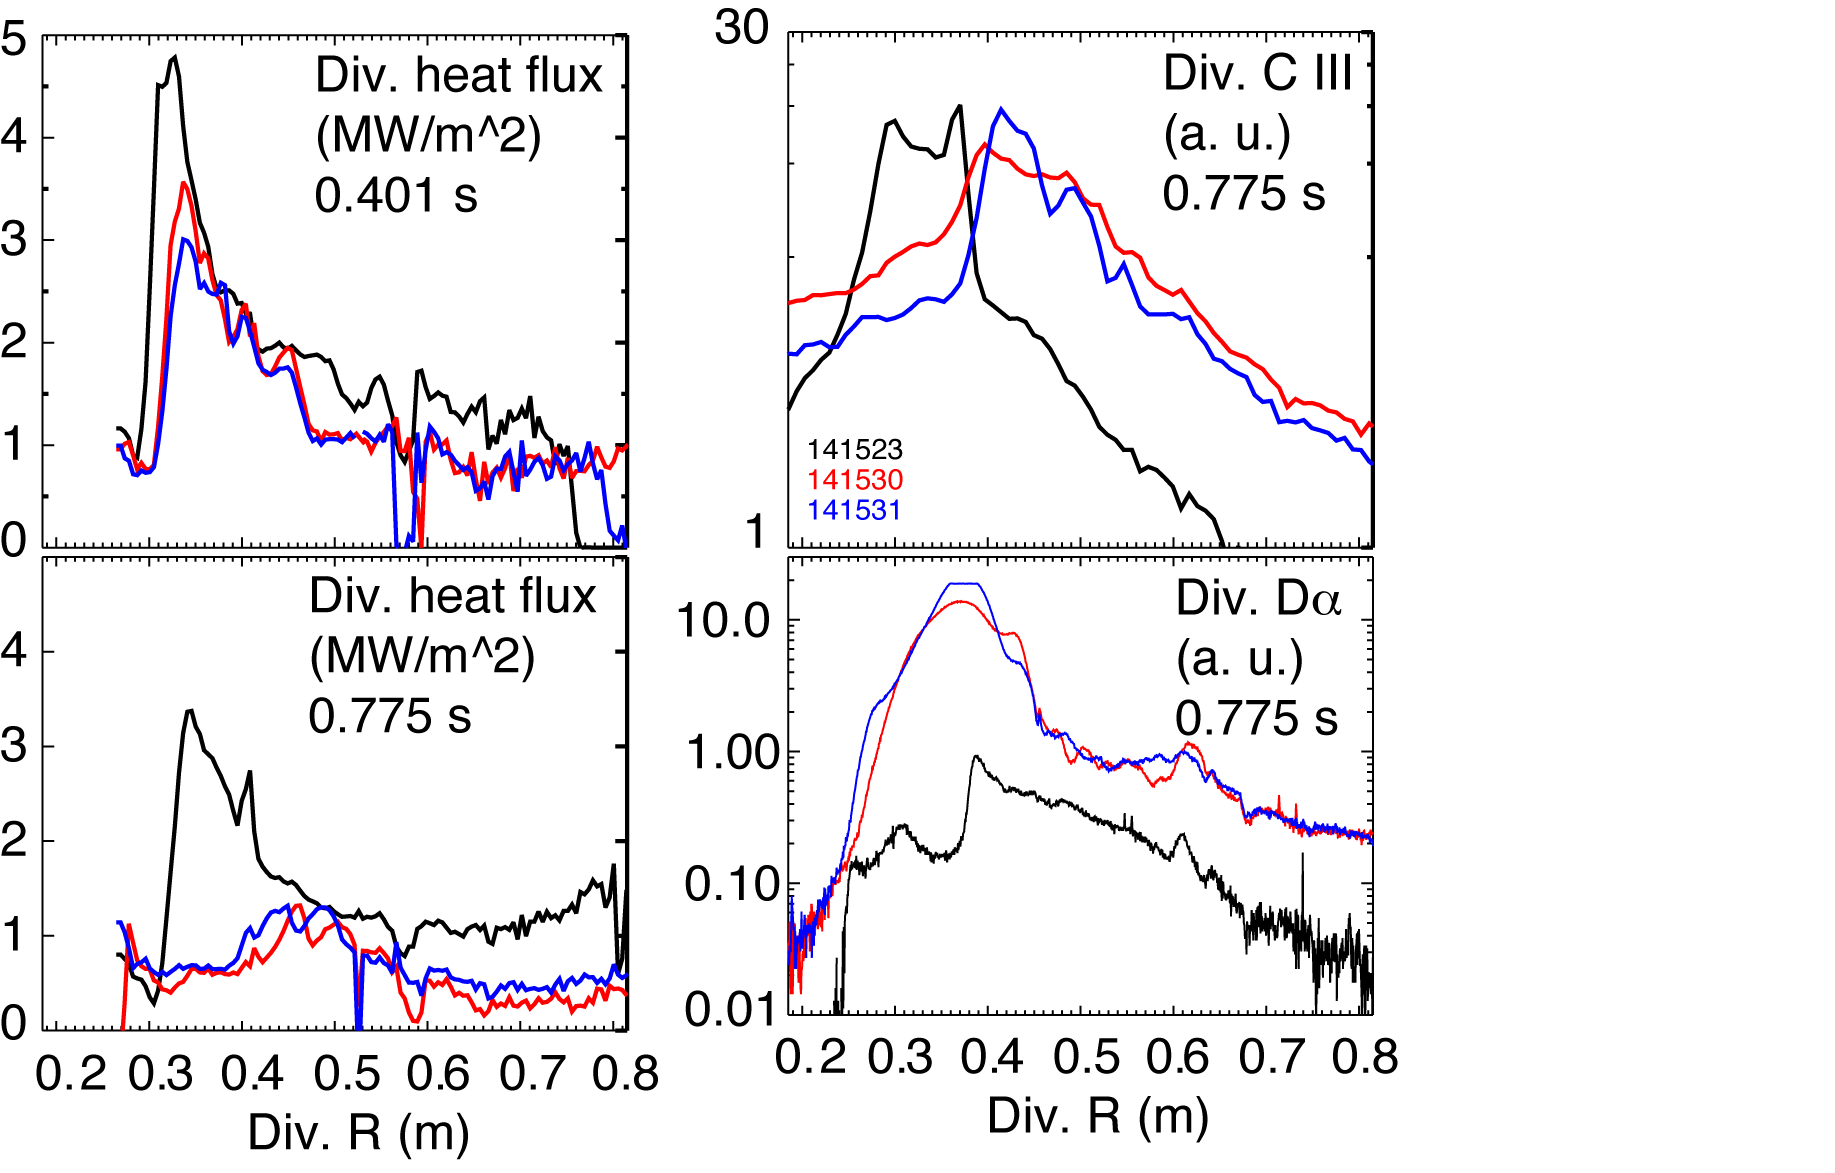 5
4
3
2
1
0
Div. heat flux
(MW/m^2)
0.401 s
4
3
2
1
0
Div. heat flux
(MW/m^2)
0.775 s
0.2 0.3 0.4 0.5 0.6 0.7 0.8
Div. R (m)
30
1
Div. C III
(a. u.)
0.775 s
141523
141530
141531
10.0
1.00
0.10
0.01
Div. Dα
(a. u.)
0.775 s
0.2 0.3 0.4 0.5 0.6 0.7 0.8
Div. R (m)